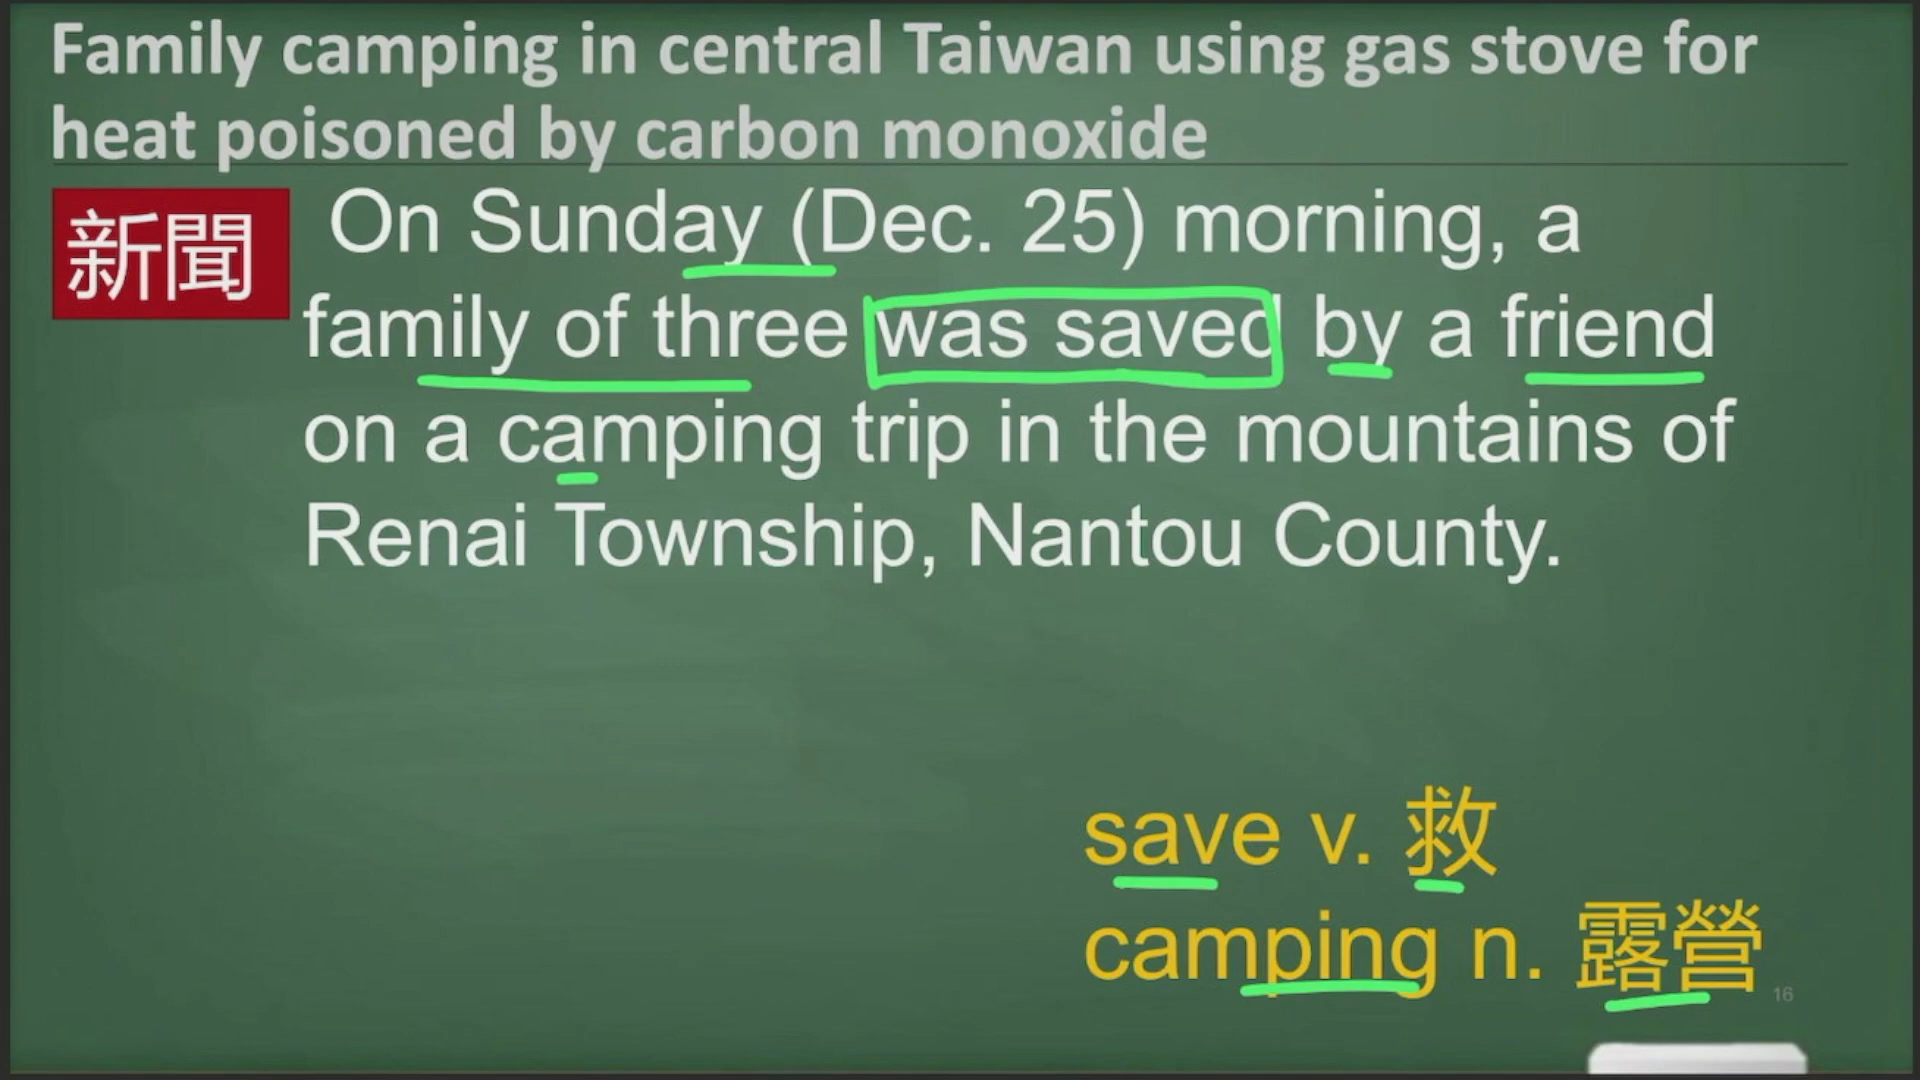 Family camping in central Taiwan using gas stove for
heat poisoned by carbon monoxide
新聞
On Sunday (Dec. 25) morning, a
family of three was saved by a friend
on a camping trip in the mountains of
Renai Township, Nantou County.
save v. 救
camping n. 露營
16